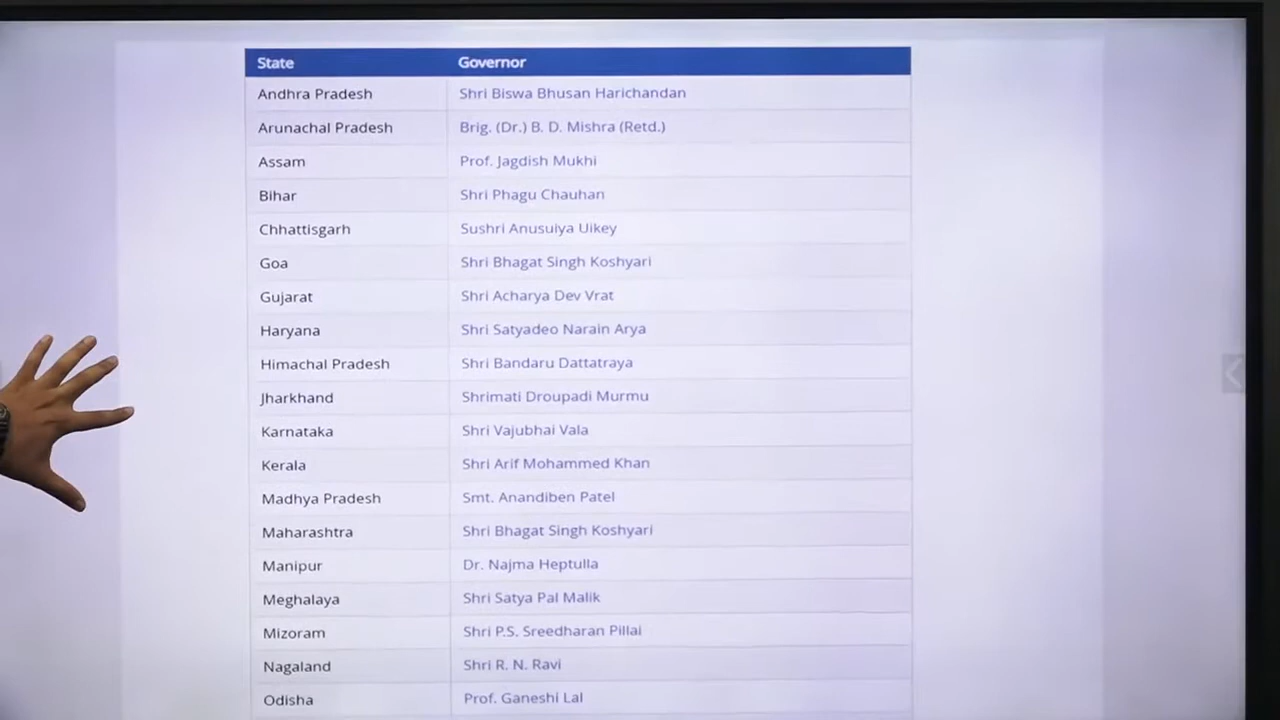 State Governor
Andhra Pradesh Shri Biswa Bhusan Harichandan
Arunachal Pradesh Brig. (Dr.) B. D. Mishra (Retd.)
Assam Prof. Jagdish Mukhi
Bihar Shri Phagu Chauhan
Chhattisgarh Sushri Anusuiya Uikey
Goa Shri Bhagat Singh Koshyari
Gujarat Shri Acharya Dev Vrat
Haryana Shri Satyadeo Narain Arya
Himachal Pradesh Shri Bandaru Dattatraya
Jharkhand Shrimati Droupadi Murmu
Karnataka Shri Vajubhai Vala
Kerala Shri Arif Mohammed Khan
Madhya Pradesh Smt. Anandiben Patel
Maharashtra Shri Bhagat Singh Koshyari
Manipur Dr. Najma Heptulla
Meghalaya Shri Satya Pal Malik
Mizoram Shri P.S. Sreedharan Pillai
Nagaland Shri R. N. Ravi
Odisha Prof. Ganeshi Lal